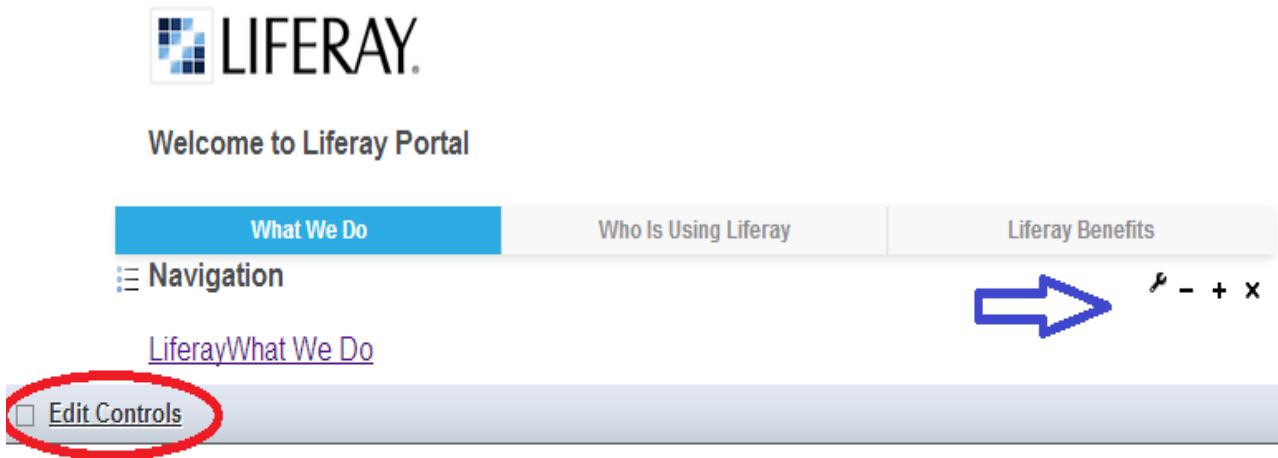 LIFERAY.
Welcome to Liferay Portal
What We Do Who Is Using Liferay Liferay Benefits
Navigation
LiferayWhat We Do
Edit Controls